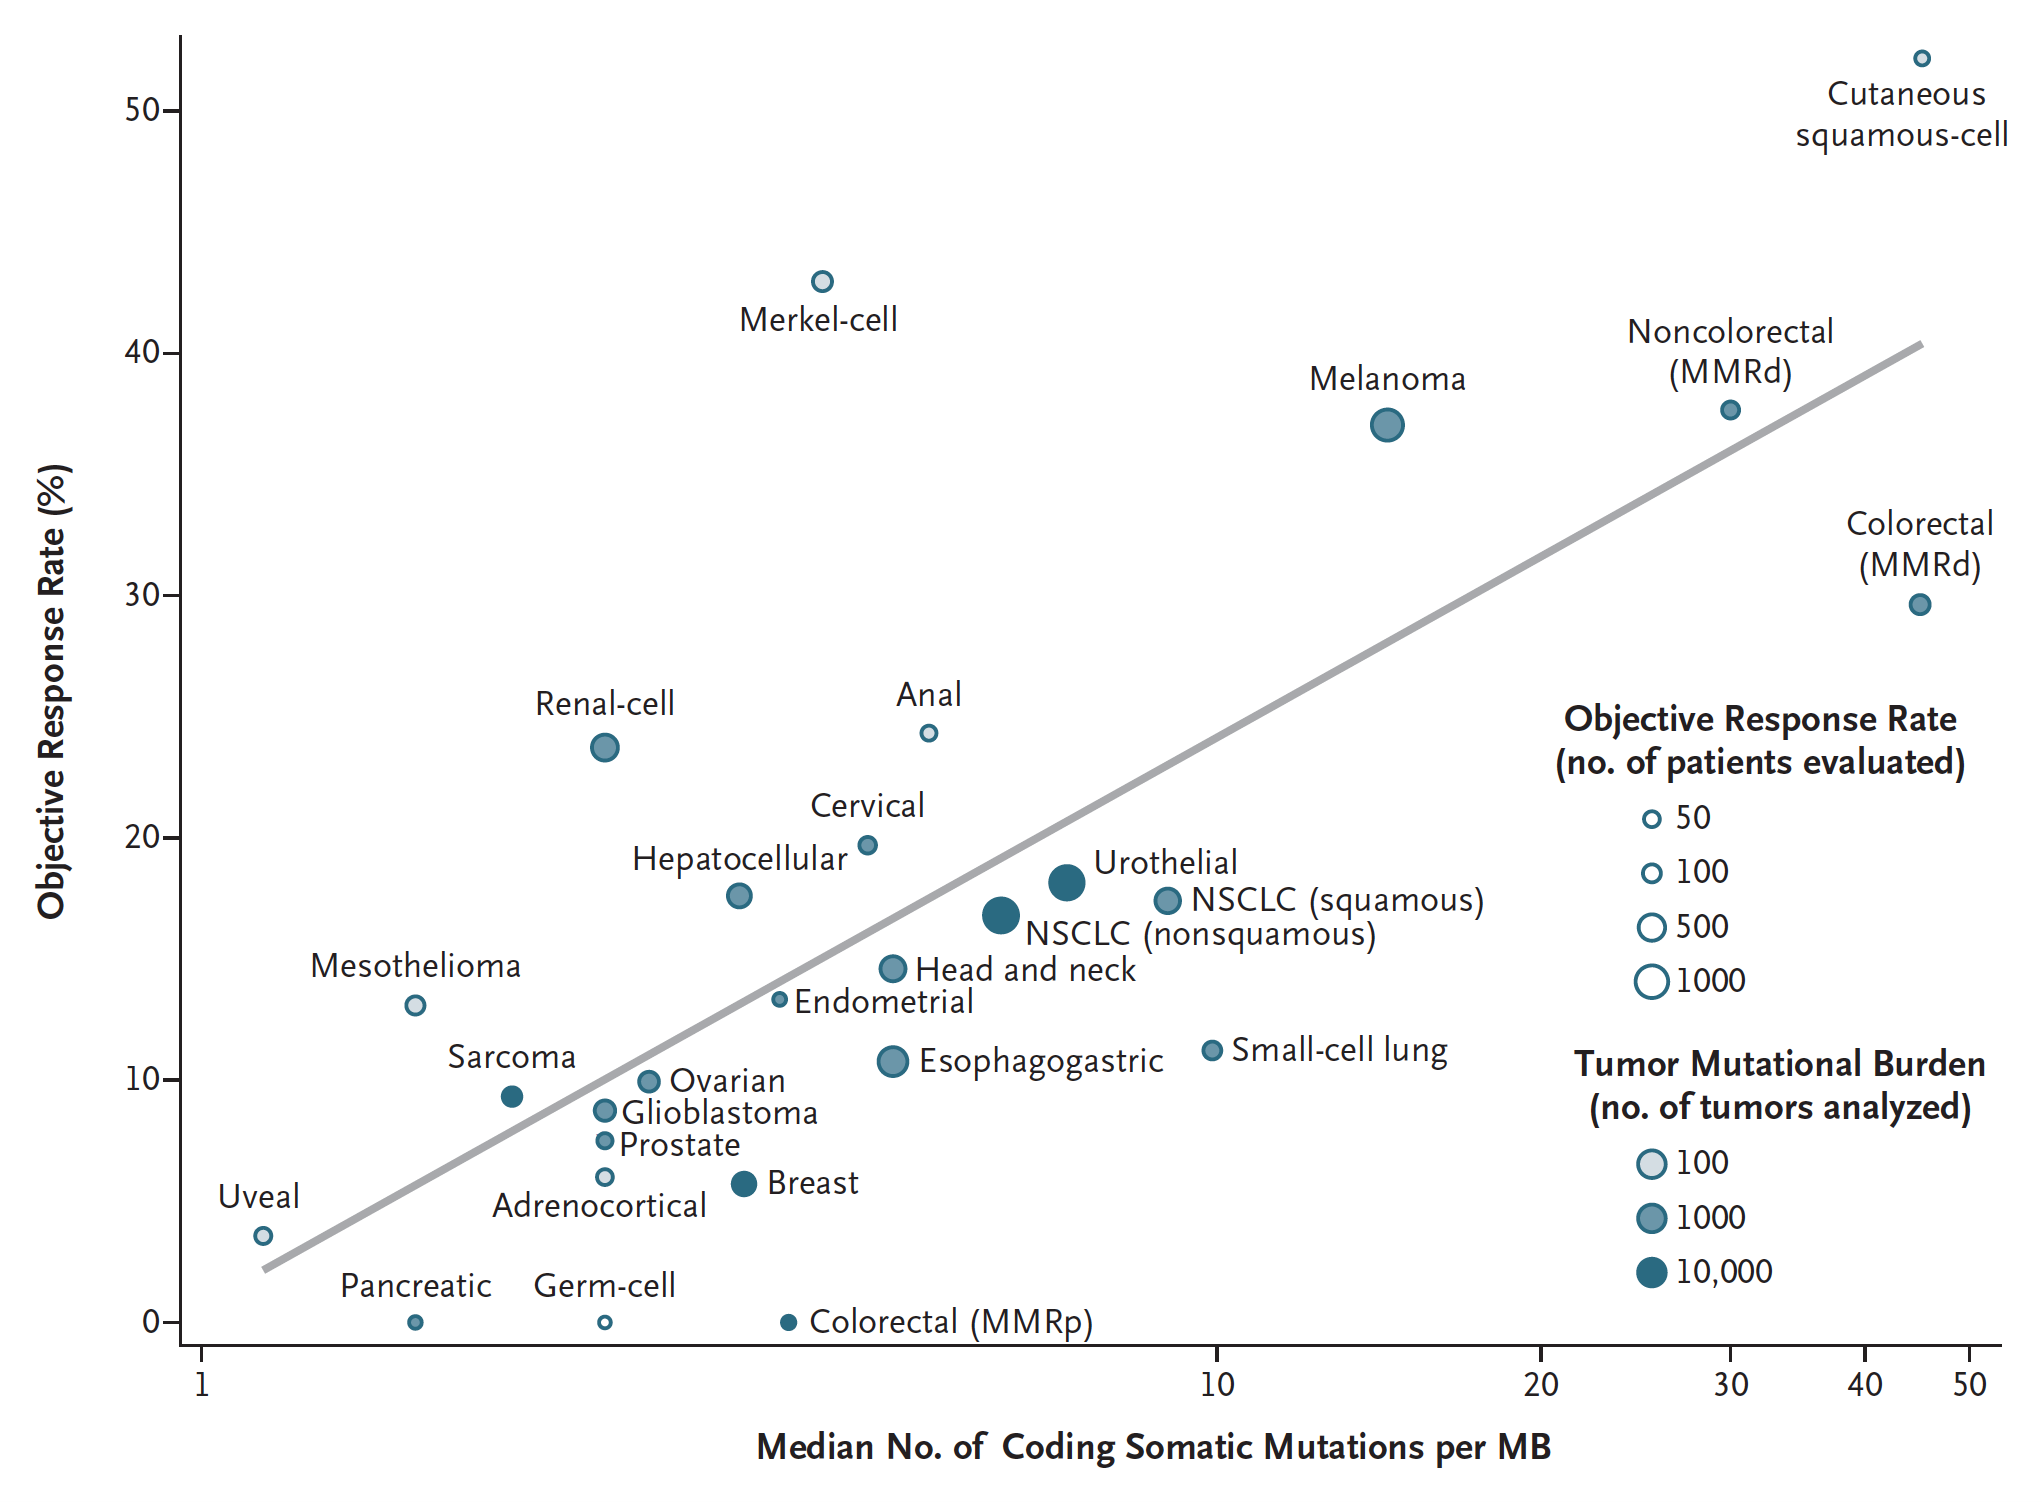 50
Cutaneous
squamous-cell
Merkel-cell
40
Noncolorectal
(MMRd)
Melanoma
Colorectal
(MMRd)
30
Objective Response Rate (%)
Renal-cell
Anal
Cervical
20
Hepatocellular
Urothelial
NSCLC (squamous)
NSCLC (nonsquamous)
Mesothelioma
Head and neck
Endometrial
Sarcoma
10
Ovarian
Esophagogastric
Small-cell lung
Glioblastoma
Prostate
Breast
Adrenocortical
Uveal
Pancreatic
Germ-cell
0
Colorectal (MMRp)
Objective Response Rate
(no. of patients evaluated)
50
100
500
1000
Tumor Mutational Burden
(no. of tumors analyzed)
100
1000
10,000
1 10 20 30 40 50
Median No. of Coding Somatic Mutations per MB